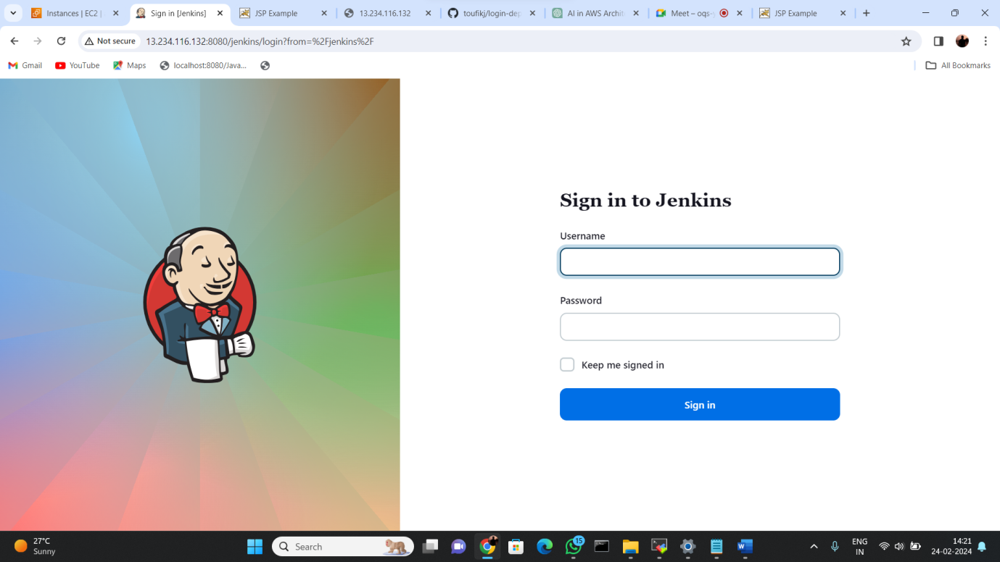 Instances | EC2 |
Sign in [Jenkins]
JSP Example
13.234.116.132
toufikj/login-dep
AI in AWS Archit
Meet – oqs-y
JSP Example
Not secure
13.234.116.132:8080/jenkins/login?from=%2Fjenkins%2F
Gmail
YouTube
Maps
localhost:8080/Java...
All Bookmarks
Sign in to Jenkins
Username
Password
Keep me signed in
Sign in
27°C
Sunny
Search
15
ENG
IN
14:21
24-02-2024